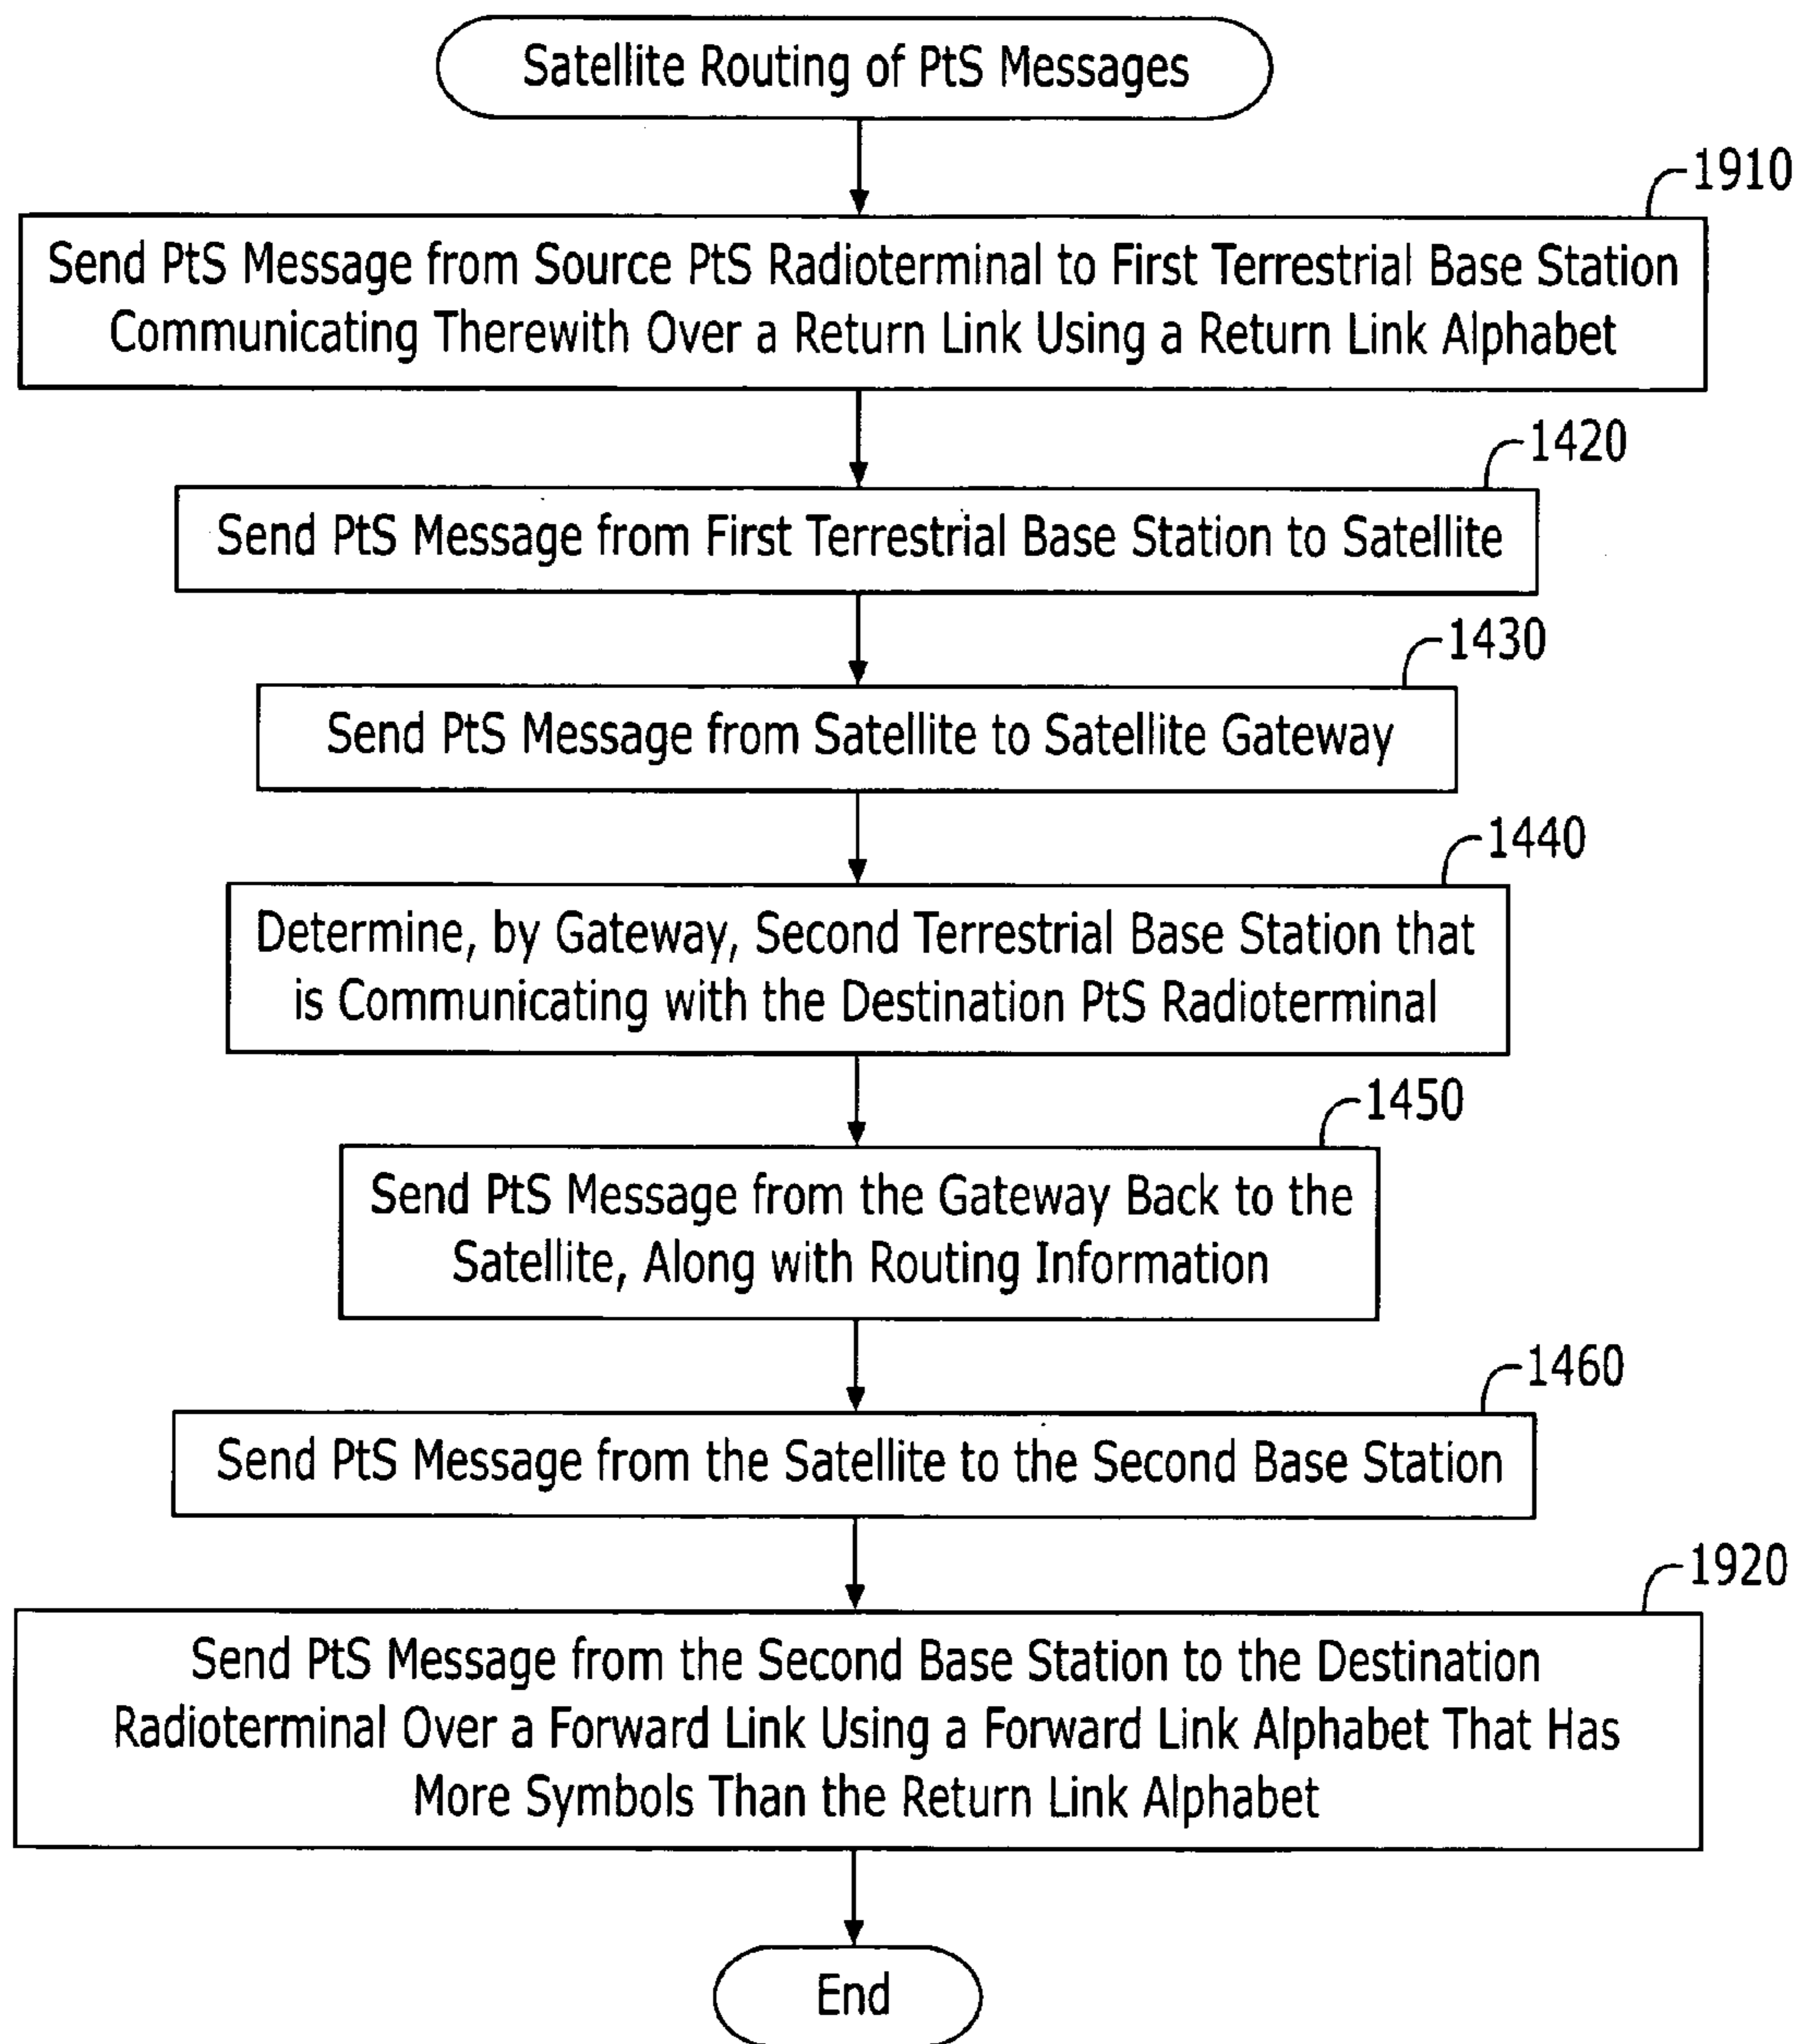 Satellite Routing of PtS Messages
1910
Send PtS Message from Source PtS Radioterminal to First Terrestrial Base Station
Communicating Therewith Over a Return Link Using a Return Link Alphabet
1420
Send PtS Message from First Terrestrial Base Station to Satellite
1430
Send PtS Message from Satellite to Satellite Gateway
1440
Determine, by Gateway, Second Terrestrial Base Station that
is Communicating with the Destination PtS Radioterminal
1450
Send PtS Message from the Gateway Back to the
Satellite, Along with Routing Information
1460
Send PtS Message from the Satellite to the Second Base Station
1920
Send PtS Message from the Second Base Station to the Destination
Radioterminal Over a Forward Link Using a Forward Link Alphabet That Has
More Symbols Than the Return Link Alphabet
End